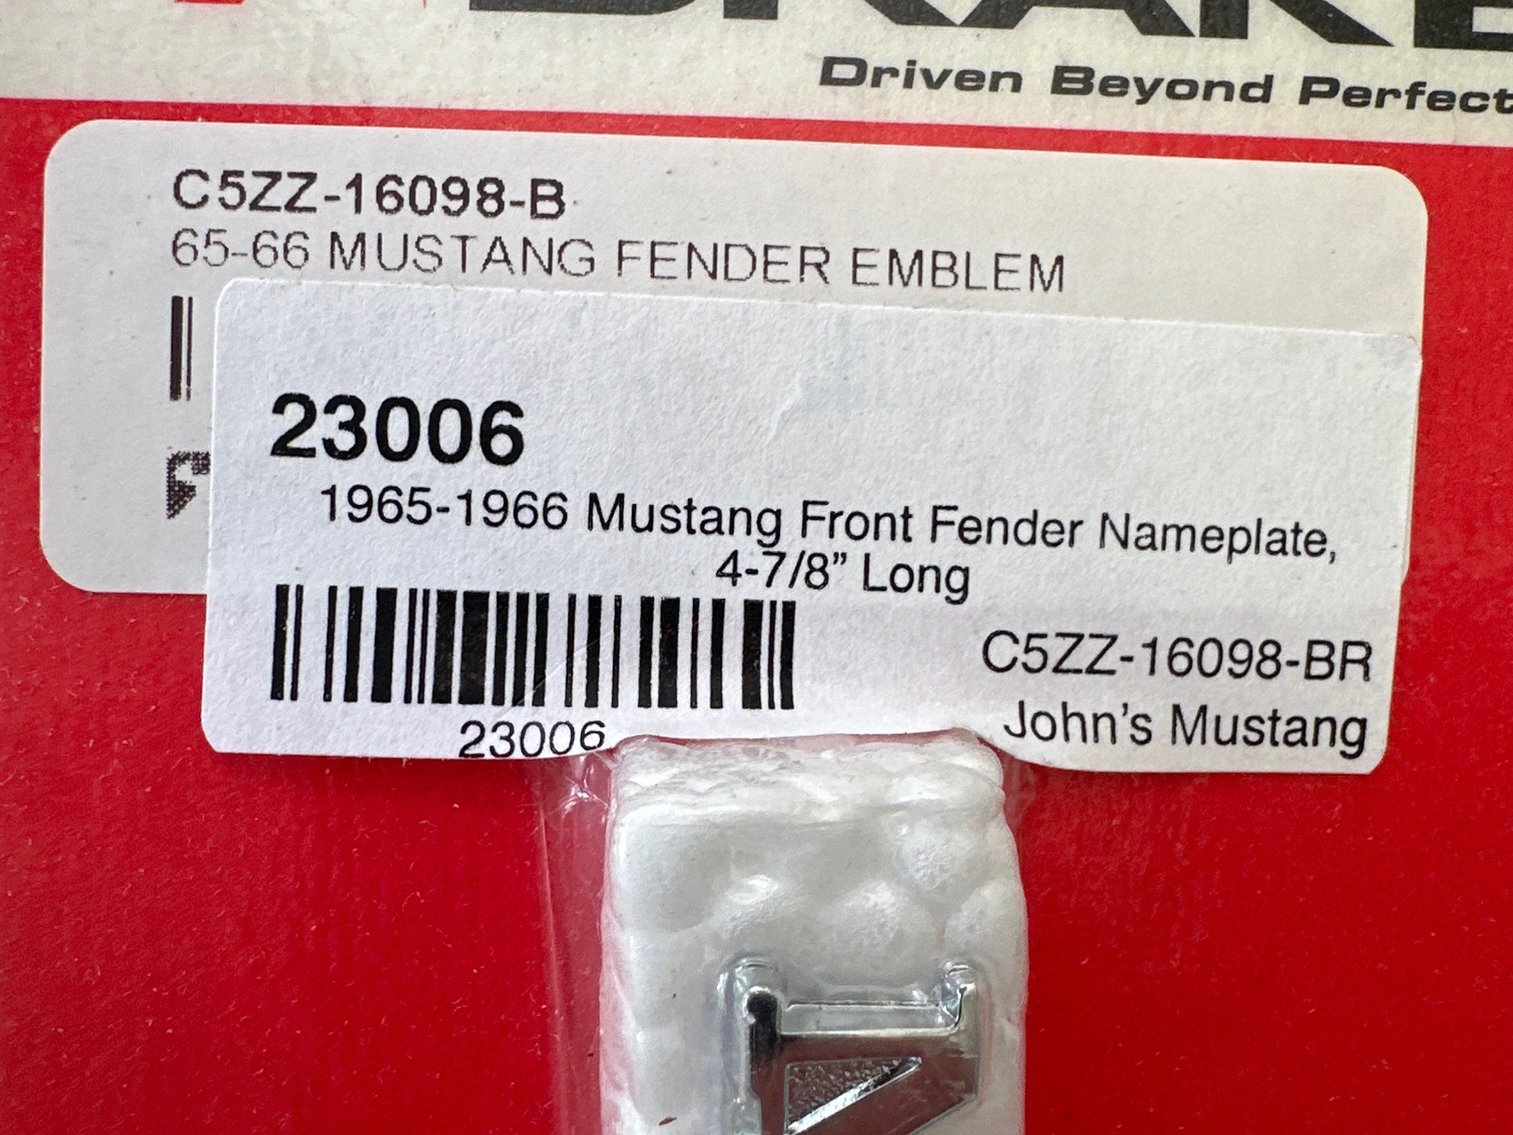 Driven Beyond
C5ZZ-16098-B
65-66 MUSTANG FENDER EMBLEM
23006
1965-1966 Mustang Front Fender Nameplate,
4-7/8” Long
23006
C5ZZ-16098-BR
John’s Mustang